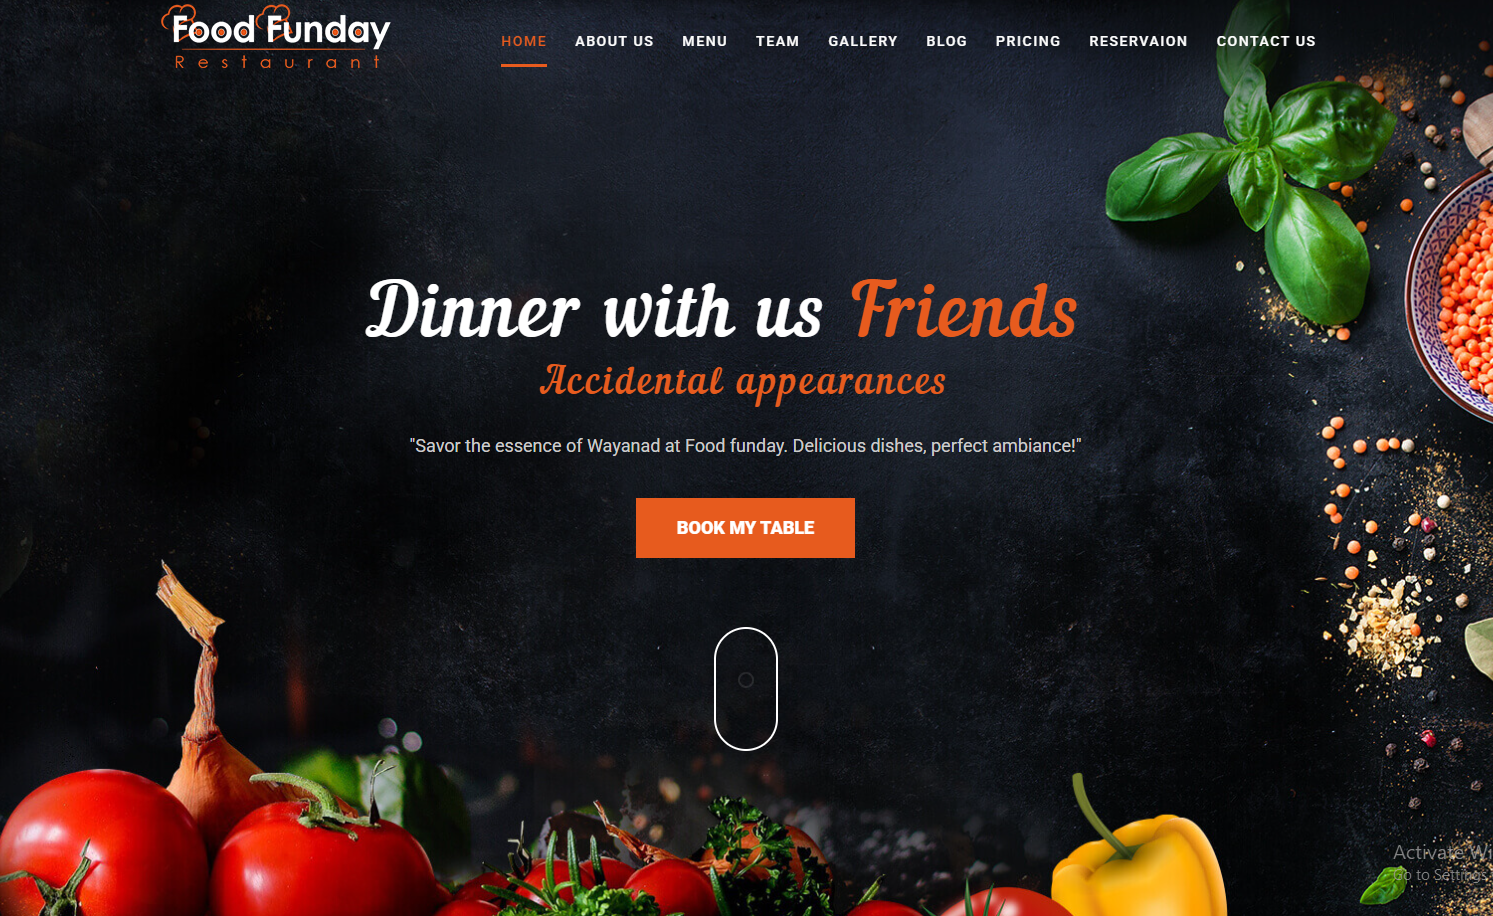 Food Funday
Restaurant
HOME ABOUT US MENU TEAM GALLERY BLOG PRICING RESERVAION CONTACT US
Dinner with us Friends
Accidental appearances
"Savor the essence of Wayanad at Food funday. Delicious dishes, perfect ambiance!"
BOOK MY TABLE
Activate Wi
Go to Settings